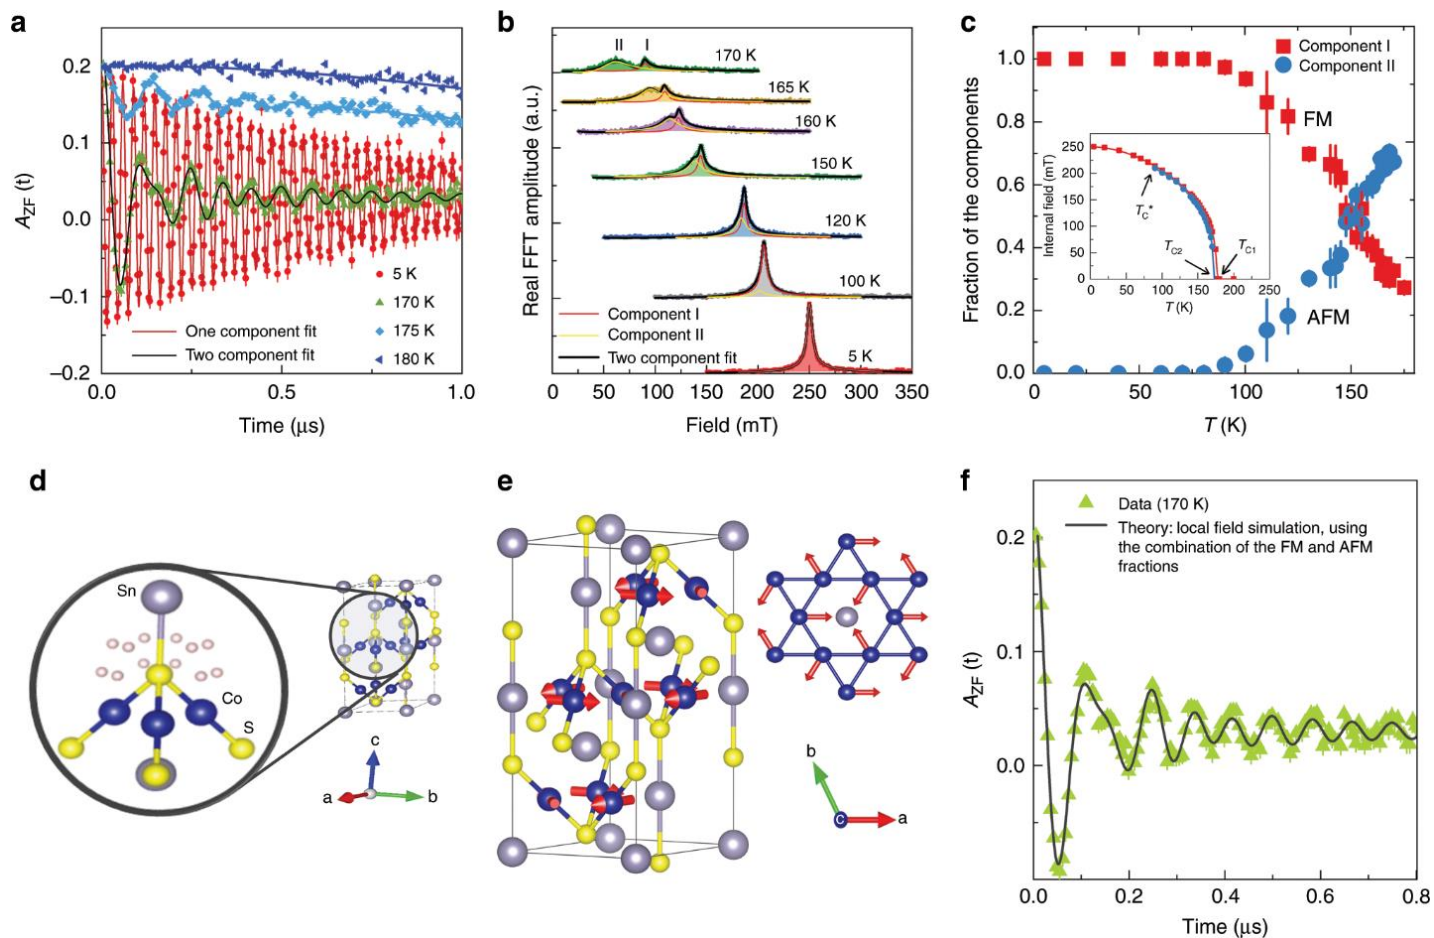 a
0.2
0.1
0.0
–0.1
–0.2
A_ZF (t)
5 K
170 K
175 K
180 K
One component fit
Two component fit
0.0
0.5
1.0
Time (μs)
b
II
I
170 K
165 K
160 K
150 K
120 K
100 K
5 K
Real FFT amplitude (a.u.)
Component I
Component II
Two component fit
0
50
100
150
200
250
300
350
Field (mT)
c
Component I
Component II
1.0
0.8
0.6
0.4
0.2
0.0
Fraction of the components
FM
AFM
Internal field (mT)
250
200
150
100
50
0
T_C*
T_C2
T_C1
0
50
100
150
200
250
T (K)
0
50
100
150
T (K)
d
Sn
Co
S
c
a
b
e
b
c
a
f
Data (170 K)
Theory: local field simulation, using
the combination of the FM and AFM
fractions
0.2
0.1
0.0
A_ZF (t)
0.0
0.2
0.4
0.6
0.8
Time (μs)